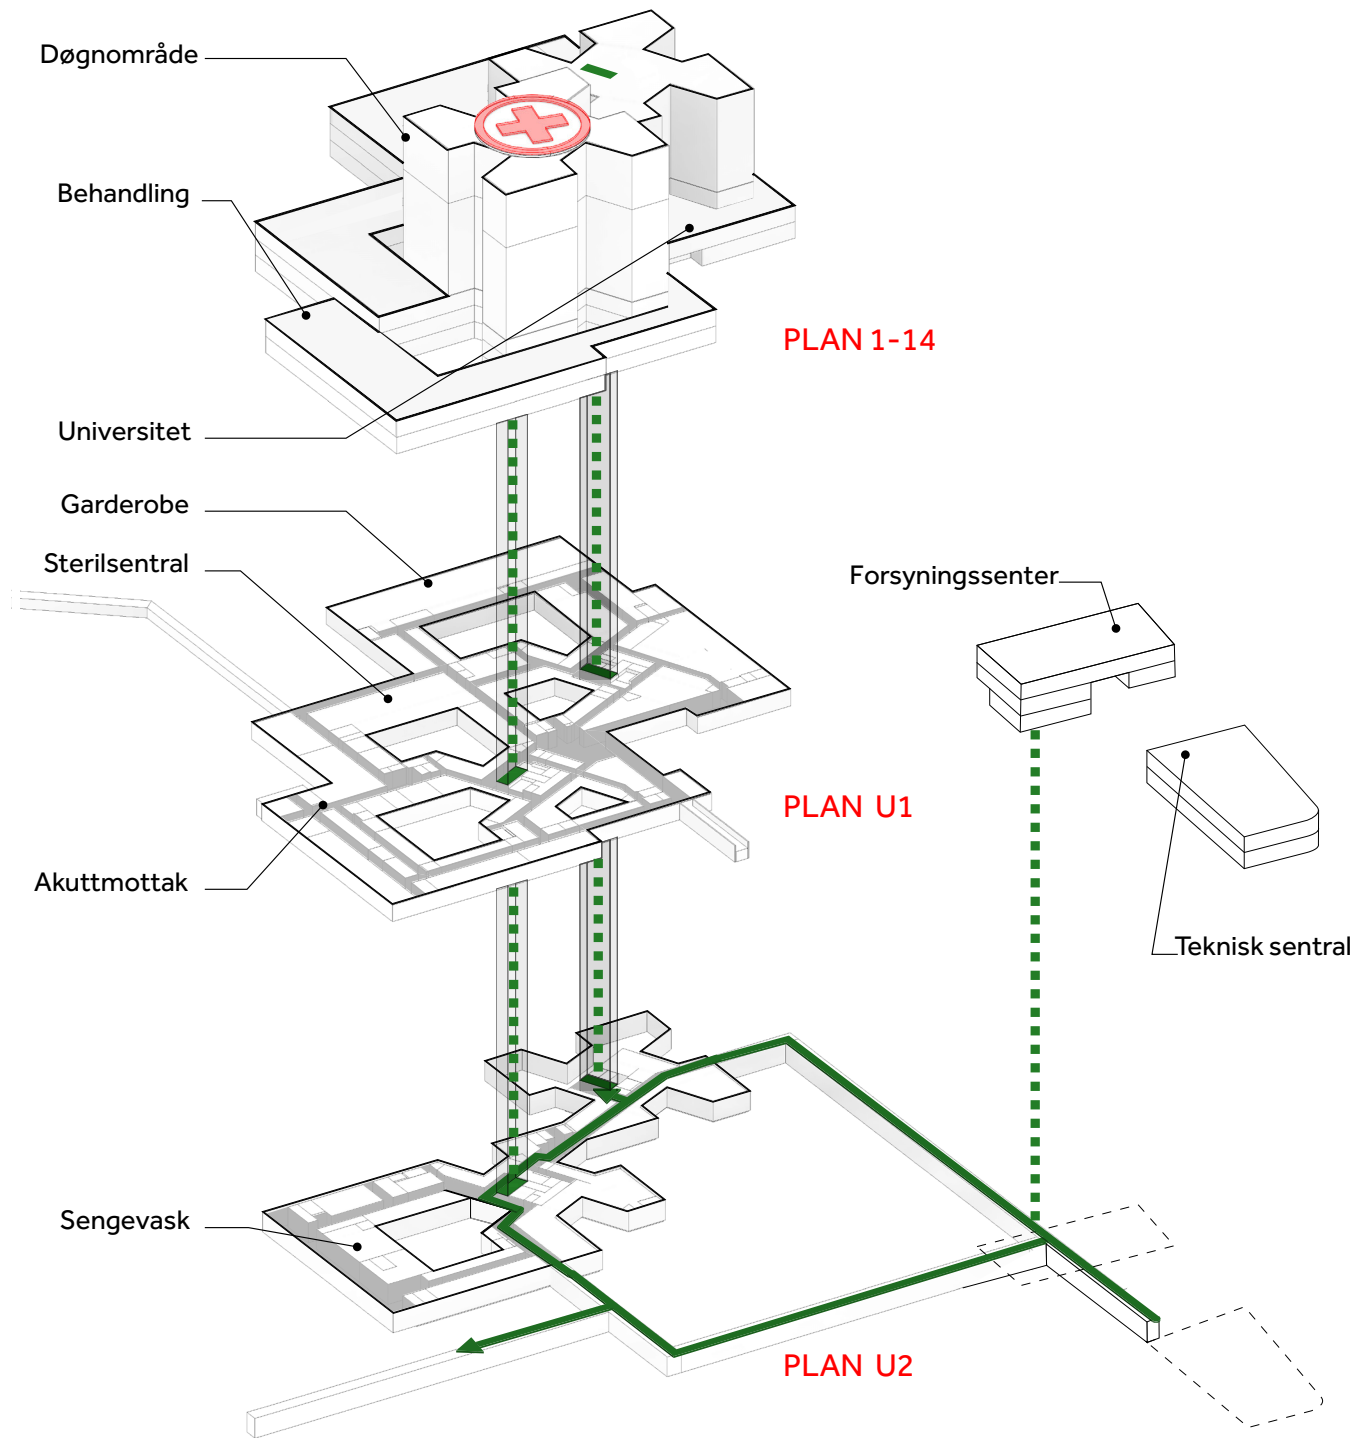 Døgnområde
Behandling
PLAN 1-14
Universitet
Garderobe
Sterilsentral
Forsyningssenter
PLAN U1
Akuttmottak
Teknisk sentral
Sengevask
PLAN U2